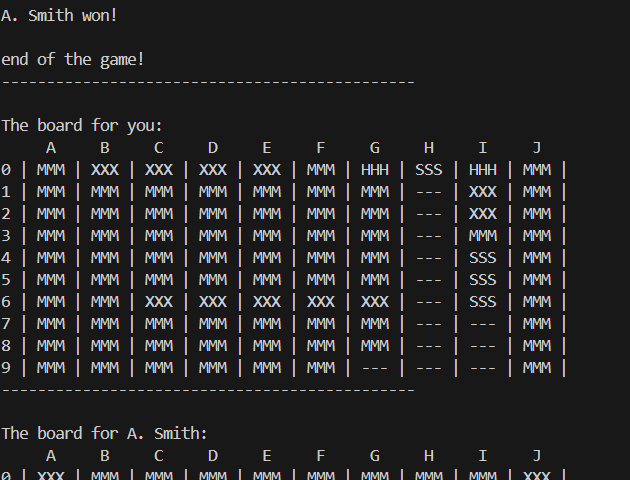 A. Smith won!
end of the game!
----------------------------------------------
The board for you:
A B C D E F G H I J
0 | MMM | XXX | XXX | XXX | XXX | MMM | HHH | SSS | HHH | MMM |
1 | MMM | MMM | MMM | MMM | MMM | MMM | MMM | --- | XXX | MMM |
2 | MMM | MMM | MMM | MMM | MMM | MMM | MMM | --- | XXX | MMM |
3 | MMM | MMM | MMM | MMM | MMM | MMM | MMM | --- | MMM | MMM |
4 | MMM | MMM | MMM | MMM | MMM | MMM | MMM | --- | SSS | MMM |
5 | MMM | MMM | MMM | MMM | MMM | MMM | MMM | --- | SSS | MMM |
6 | MMM | MMM | XXX | XXX | XXX | XXX | XXX | --- | SSS | MMM |
7 | MMM | MMM | MMM | MMM | MMM | MMM | MMM | --- | --- | MMM |
8 | MMM | MMM | MMM | MMM | MMM | MMM | MMM | --- | --- | MMM |
9 | MMM | MMM | MMM | MMM | MMM | MMM | --- | --- | --- | MMM |
----------------------------------------------
The board for A. Smith:
A B C D E F G H I J
0 | XXX | MMM | MMM | MMM | MMM | MMM | MMM | MMM | MMM | XXX |